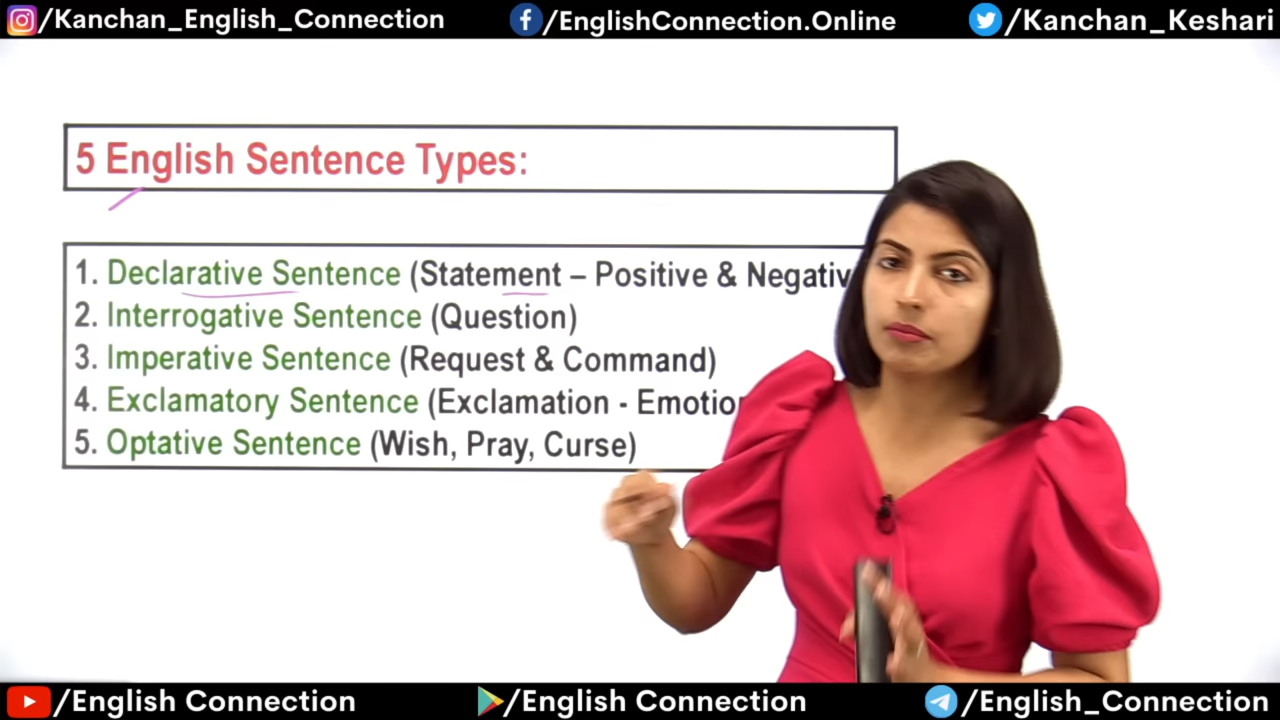 /Kanchan_English_Connection /EnglishConnection.Online /Kanchan_Keshari
5 English Sentence Types:
1. Declarative Sentence (Statement – Positive & Negativ
2. Interrogative Sentence (Question)
3. Imperative Sentence (Request & Command)
4. Exclamatory Sentence (Exclamation - Emotio
5. Optative Sentence (Wish, Pray, Curse)
/English Connection /English Connection /English_Connection